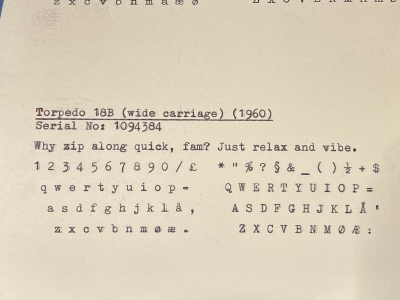 z x c v b n m å æ ø
Torpedo 18B (wide carriage) (1960)
Serial No: 1094384
Why zip along quick, fam? Just relax and vibe.
1 2 3 4 5 6 7 8 9 0 / £ * " % ? § & _ ( ) ½ + $
q w e r t y u i o p - Q W E R T Y U I O P =
a s d f g h j k l å , A S D F G H J K L Å '
z x c v b n m ø æ . Z X C V B N M Ø Æ :